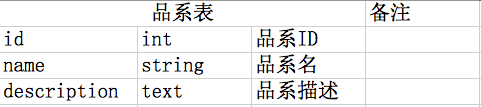 品系表 备注
id int 品系ID
name string 品系名
description text 品系描述